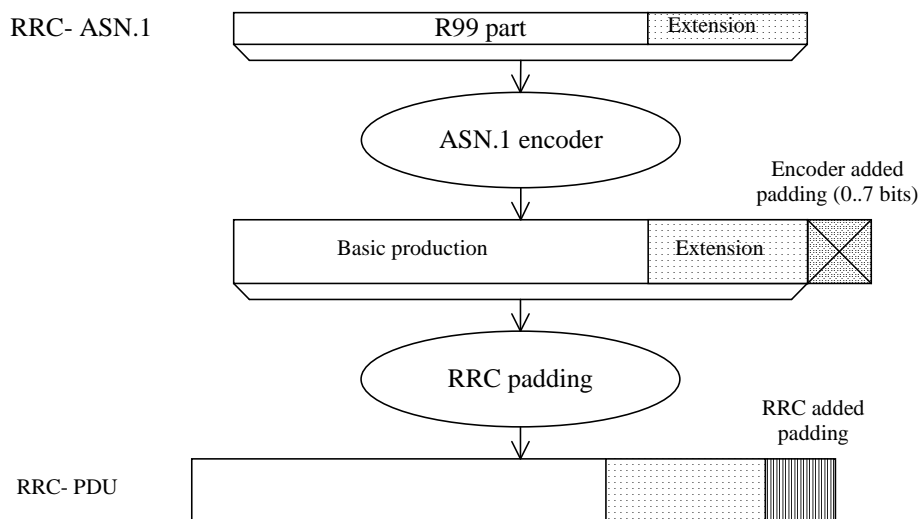 RRC- ASN.1
R99 part
Extension
ASN.1 encoder
Encoder added
padding (0..7 bits)
Basic production
Extension
RRC padding
RRC added
padding
RRC- PDU